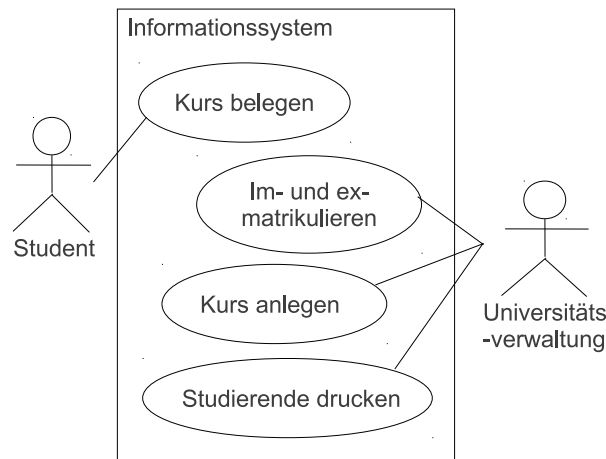 Informationssystem
Kurs belegen
Student
Im- und ex-
matrikulieren
Kurs anlegen
Studierende drucken
Universitäts
-verwaltung